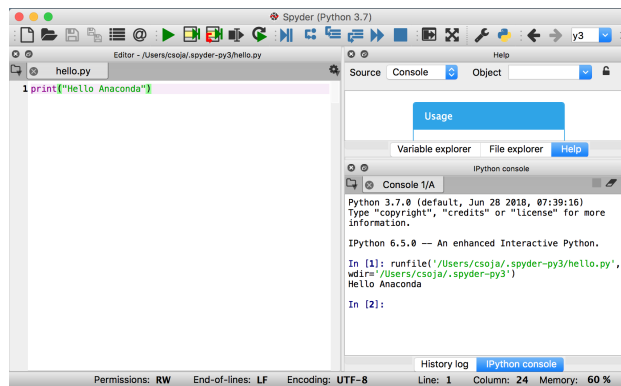 Spyder (Python 3.7)
y3
Editor - /Users/csoja/.spyder-py3/hello.py
hello.py
1 print("Hello Anaconda")
Help
Source Console Object
Usage
Variable explorer File explorer Help
IPython console
Console 1/A
Python 3.7.0 (default, Jun 28 2018, 07:39:16)
Type "copyright", "credits" or "license" for more
information.
IPython 6.5.0 -- An enhanced Interactive Python.
In [1]: runfile('/Users/csoja/.spyder-py3/hello.py',
wdir='/Users/csoja/.spyder-py3')
Hello Anaconda
In [2]:
History log IPython console
Permissions: RW End-of-lines: LF Encoding: UTF-8 Line: 1 Column: 24 Memory: 60 %